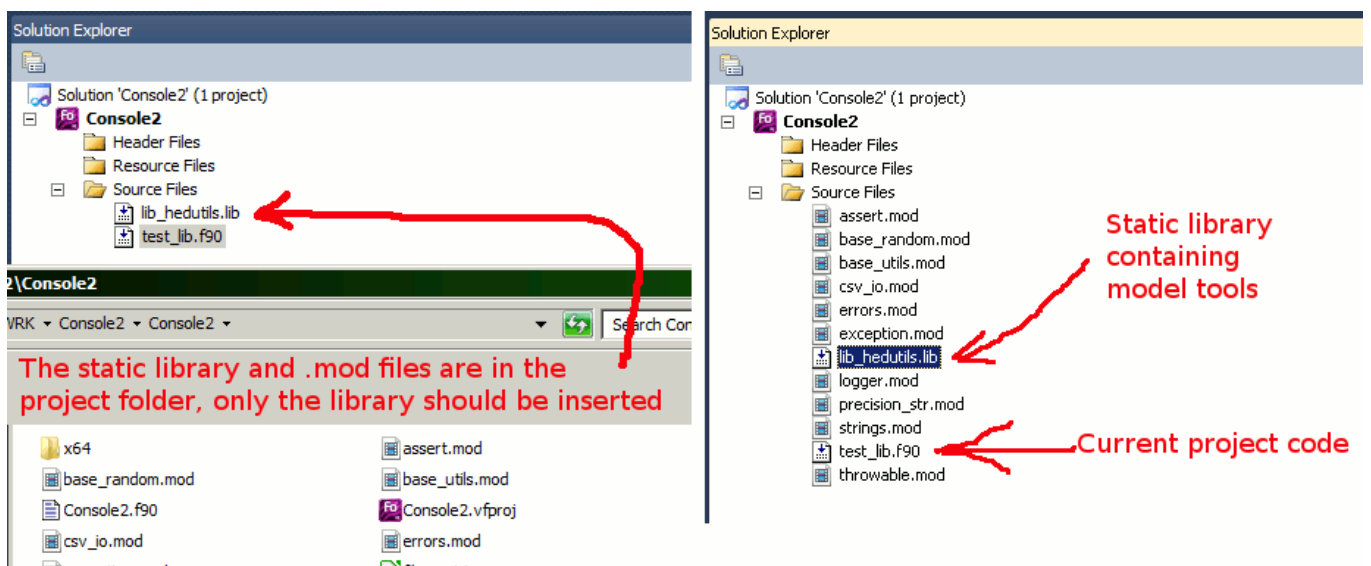 Solution Explorer
Solution 'Console2' (1 project)
Console2
Header Files
Resource Files
Source Files
lib_hedutils.lib
test_lib.f90
2\Console2
WRK
Console2
Console2
Search Con
The static library and .mod files are in the
project folder, only the library should be inserted
x64
assert.mod
base_random.mod
base_utils.mod
Console2.f90
Console2.vfproj
csv_io.mod
errors.mod
Solution Explorer
Solution 'Console2' (1 project)
Console2
Header Files
Resource Files
Source Files
assert.mod
base_random.mod
base_utils.mod
csv_io.mod
errors.mod
exception.mod
lib_hedutils.lib
logger.mod
precision_str.mod
strings.mod
test_lib.f90
throwable.mod
Static library
containing
model tools
Current project code